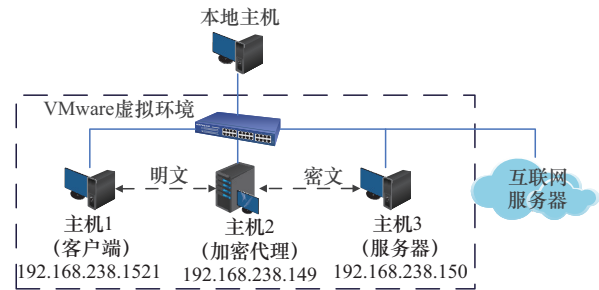 本地主机
VMware虚拟环境
明文
密文
互联网
服务器
主机1
(客户端)
192.168.238.1521
主机2
(加密代理)
192.168.238.149
主机3
(服务器)
192.168.238.150